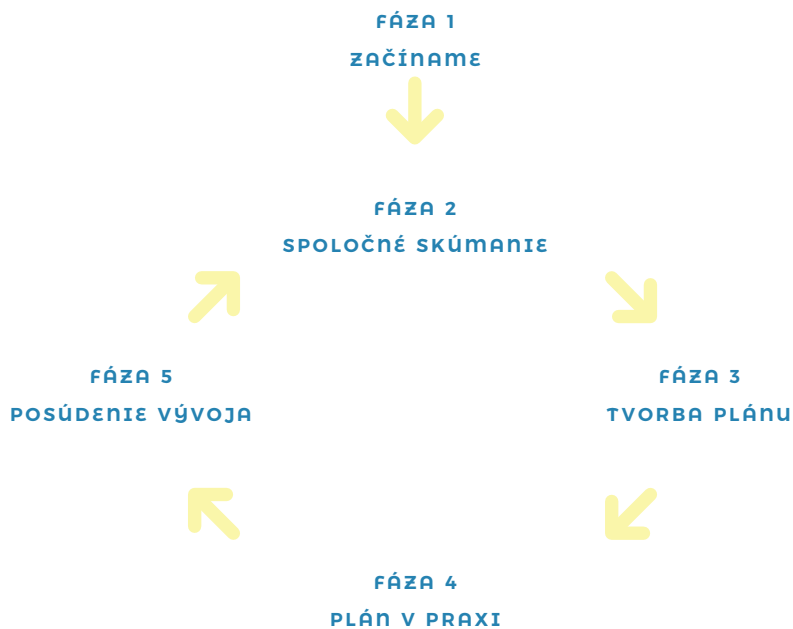 FÁZA 1
ZAČÍNAME
FÁZA 2
SPOLOČNÉ SKÚMANIE
FÁZA 5
POSÚDENIE VÝVOJA
FÁZA 3
TVORBA PLÁNU
FÁZA 4
PLÁN V PRAXI